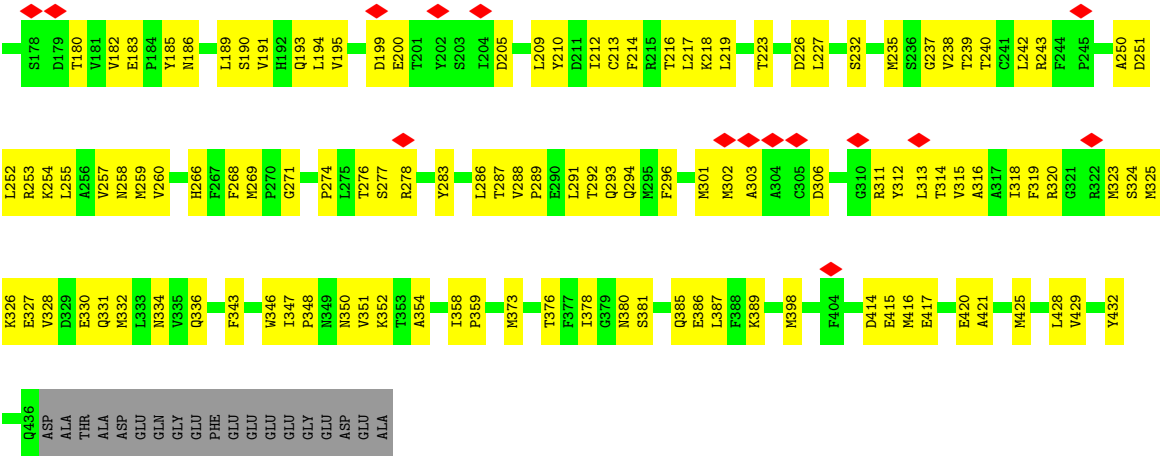 S178 D179 T180 V181 V182 E183 P184 Y185 N186 L189 S190 V191 H192 Q193 L194 V195 D199 E200 T201 Y202 S203 I204 D205 L209 Y210 D211 I212 C213 F214 R215 T216 L217 K218 L219 T223 D226 L227 S232 M235 S236 G237 V238 T239 T240 C241 L242 R243 F244 P245 A250 D251
L252 R253 K254 L255 A256 V257 N258 M259 V260 H266 F267 F268 M269 P270 G271 P274 L275 T276 S277 R278 Y283 L286 T287 V288 P289 E290 L291 T292 Q293 Q294 M295 F296 M301 M302 A303 A304 C305 D306 G310 R311 Y312 L313 T314 V315 A316 A317 I318 F319 R320 G321 R322 M323 S324 M325
K326 E327 V328 D329 E330 Q331 M332 L333 N334 V335 Q336 F343 W346 I347 P348 N349 N350 V351 K352 T353 A354 I358 P359 M373 T376 F377 I378 G379 N380 S381 Q385 E386 L387 F388 K389 M398 F404 D414 E415 M416 E417 E420 A421 M425 L428 V429 Y432
Q436 ASP ALA THR ALA ASP GLU GLN GLY GLU PHE GLU GLU GLU GLU GLY GLU ASP GLU ALA